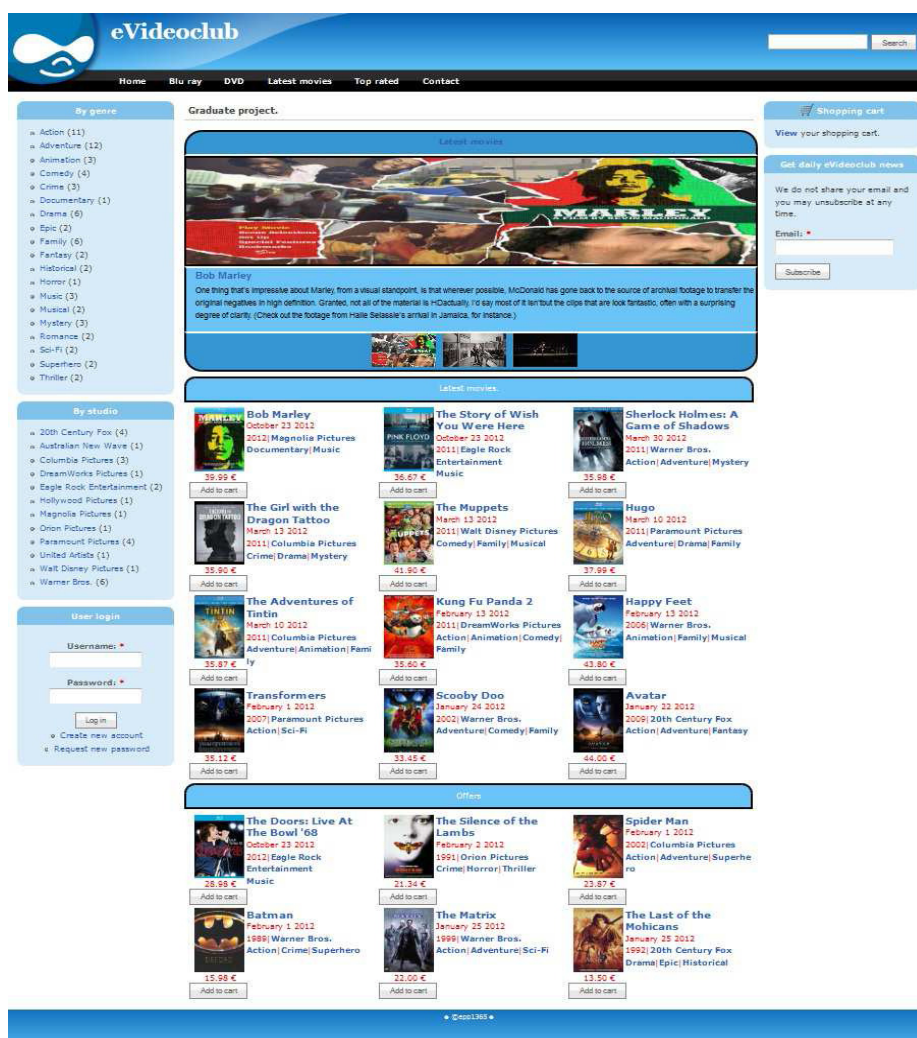 eVideoclub
Search
Home Blu ray DVD Latest movies Top rated Contact
By genre
Action (11)
Adventure (12)
Animation (3)
Comedy (4)
Crime (3)
Documentary (1)
Drama (6)
Epic (2)
Family (6)
Fantasy (2)
Historical (2)
Horror (1)
Music (3)
Musical (2)
Mystery (3)
Romance (2)
Sci-Fi (2)
Superhero (2)
Thriller (2)
By studio
20th Century Fox (4)
Australian New Wave (1)
Columbia Pictures (3)
DreamWorks Pictures (1)
Eagle Rock Entertainment (2)
Hollywood Pictures (1)
Magnolia Pictures (1)
Orion Pictures (1)
Paramount Pictures (4)
United Artists (1)
Walt Disney Pictures (1)
Warner Bros. (6)
User login
Username: *
Password: *
Log in
Create new account
Request new password
Graduate project.
Latest movies
MARLEY
Play Movie
Scene Selections
Set Up
Special Features
Bookmarks
Bob Marley
One thing that's impressive about Marley, from a visual standpoint, is that wherever possible, McDonald has gone back to the source of archival footage to transfer the
original negatives in high definition. Granted, not all of the material is HDactually, I'd say most of it isn'tbut the clips that are look fantastic, often with a surprising
degree of clarity. (Check out the footage from Haile Selassie's arrival in Jamaica, for instance.)
Latest movies.
Bob Marley
October 23 2012
2012|Magnolia Pictures
Documentary|Music
39.99 €
Add to cart
The Story of Wish
You Were Here
October 23 2012
2011|Eagle Rock
Entertainment
Music
36.67 €
Add to cart
Sherlock Holmes: A
Game of Shadows
March 30 2012
2011|Warner Bros.
Action|Adventure|Mystery
35.98 €
Add to cart
The Girl with the
Dragon Tattoo
March 13 2012
2011|Columbia Pictures
Crime|Drama|Mystery
35.90 €
Add to cart
The Muppets
March 13 2012
2011|Walt Disney Pictures
Comedy|Family|Musical
41.90 €
Add to cart
Hugo
March 10 2012
2011|Paramount Pictures
Adventure|Drama|Family
37.99 €
Add to cart
The Adventures of
Tintin
March 10 2012
2011|Columbia Pictures
Adventure|Animation|Fami
ly
35.87 €
Add to cart
Kung Fu Panda 2
February 13 2012
2011|DreamWorks Pictures
Action|Animation|Comedy|
Family
35.60 €
Add to cart
Happy Feet
February 13 2012
2006|Warner Bros.
Animation|Family|Musical
43.80 €
Add to cart
Transformers
February 1 2012
2007|Paramount Pictures
Action|Sci-Fi
35.12 €
Add to cart
Scooby Doo
January 24 2012
2002|Warner Bros.
Adventure|Comedy|Family
33.45 €
Add to cart
Avatar
January 22 2012
2009|20th Century Fox
Action|Adventure|Fantasy
44.00 €
Add to cart
Offers
The Doors: Live At
The Bowl '68
October 23 2012
2012|Eagle Rock
Entertainment
Music
28.98 €
Add to cart
The Silence of the
Lambs
February 2 2012
1991|Orion Pictures
Crime|Horror|Thriller
21.34 €
Add to cart
Spider Man
February 1 2012
2002|Columbia Pictures
Action|Adventure|Superhe
ro
23.87 €
Add to cart
Batman
February 1 2012
1989|Warner Bros.
Action|Crime|Superhero
15.98 €
Add to cart
The Matrix
January 25 2012
1999|Warner Bros.
Action|Adventure|Sci-Fi
22.00 €
Add to cart
The Last of the
Mohicans
January 25 2012
1992|20th Century Fox
Drama|Epic|Historical
13.50 €
Add to cart
Shopping cart
View your shopping cart.
Get daily eVideoclub news
We do not share your email and
you may unsubscribe at any
time.
Email: *
Subscribe